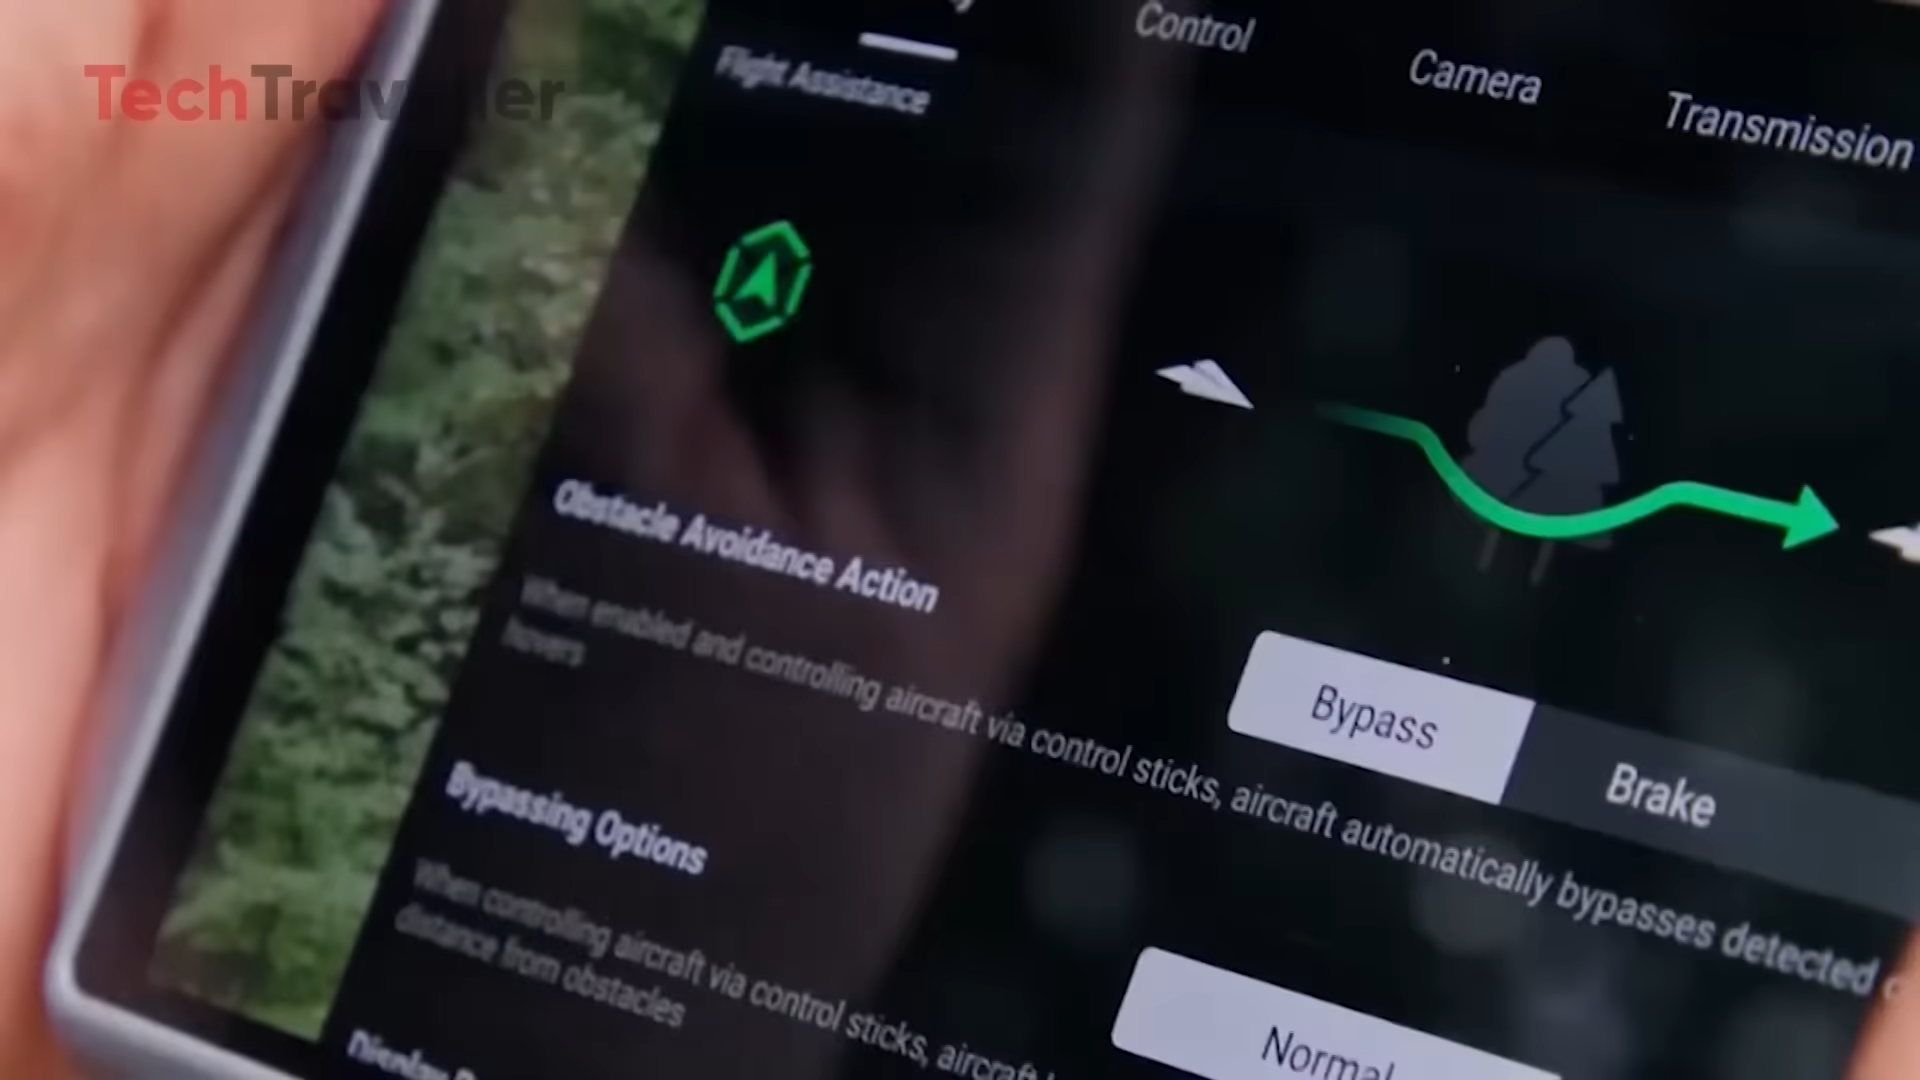 TechTraveller
Control
Camera
Transmission
Flight Assistance
Obstacle Avoidance Action
When enabled and controlling aircraft via control sticks, aircraft automatically bypasses detected
hovers
Bypass
Brake
Bypassing Options
When controlling aircraft via control sticks, aircraft
distance from obstacles
Normal